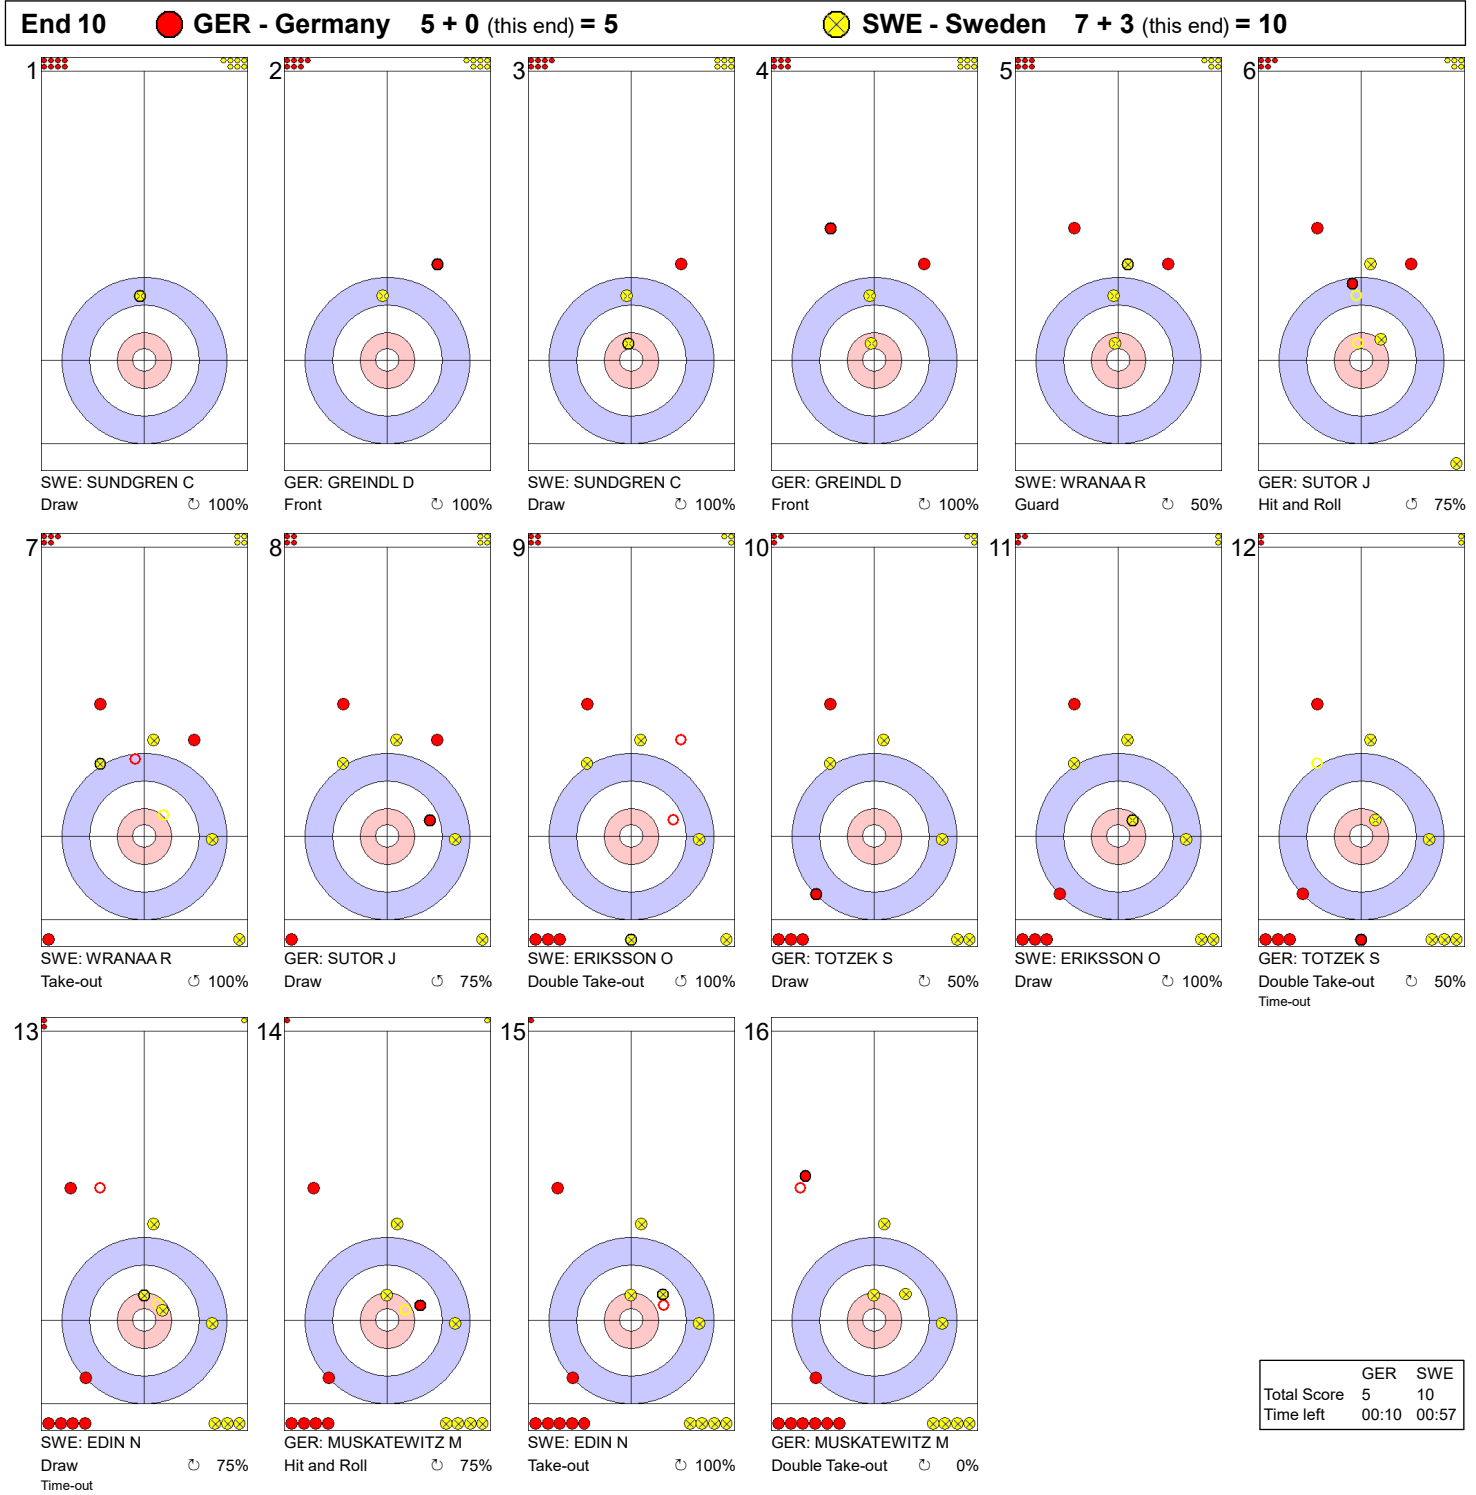 End 10 GER - Germany 5 + 0 (this end) = 5 SWE - Sweden 7 + 3 (this end) = 10
1 2 3 4 5 6
SWE: SUNDGREN C GER: GREINDL D SWE: SUNDGREN C GER: GREINDL D SWE: WRANAA R GER: SUTOR J
Draw ↻ 100% Front ↻ 100% Draw ↻ 100% Front ↻ 100% Guard ↻ 50% Hit and Roll ↺ 75%
7 8 9 10 11 12
SWE: WRANAA R GER: SUTOR J SWE: ERIKSSON O GER: TOTZEK S SWE: ERIKSSON O GER: TOTZEK S
Take-out ↺ 100% Draw ↺ 75% Double Take-out ↺ 100% Draw ↻ 50% Draw ↺ 100% Double Take-out ↻ 50%
Time-out
13 14 15 16
SWE: EDIN N GER: MUSKATEWITZ M SWE: EDIN N GER: MUSKATEWITZ M
Draw ↻ 75% Hit and Roll ↻ 75% Take-out ↺ 100% Double Take-out ↻ 0%
Time-out
GER SWE
Total Score 5 10
Time left 00:10 00:57